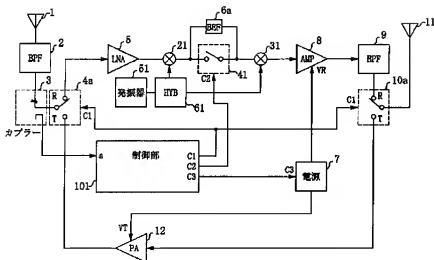 1
11
2
BPF
3
4a
5
LNA
21
6a
BEF
31
8
AMP
VR
9
BPF
10a
R
T
C1
カプラー
51
発振器
61
HYB
41
C2
R
T
C1
a
制御部
C1
C2
C3
101
C3
7
電源
VT
12
PA